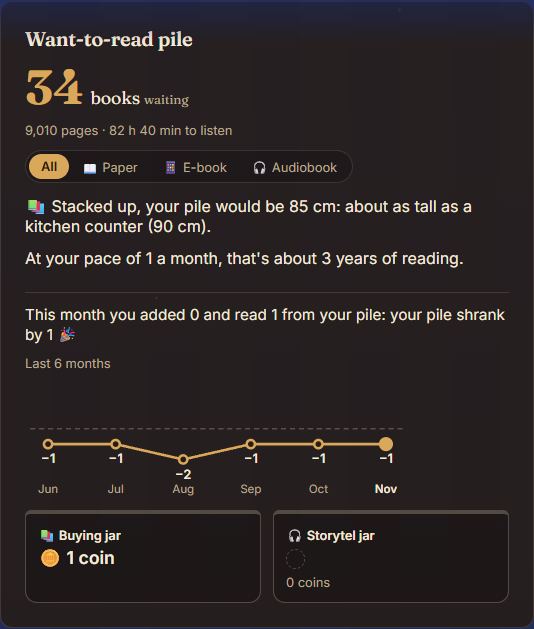 Want-to-read pile
34 books waiting
9,010 pages · 82 h 40 min to listen
All Paper E-book Audiobook
Stacked up, your pile would be 85 cm: about as tall as a
kitchen counter (90 cm).
At your pace of 1 a month, that's about 3 years of reading.
This month you added 0 and read 1 from your pile: your pile shrank
by 1
Last 6 months
−1 −1 −2 −1 −1 −1
Jun Jul Aug Sep Oct Nov
Buying jar
1 coin
Storytel jar
0 coins